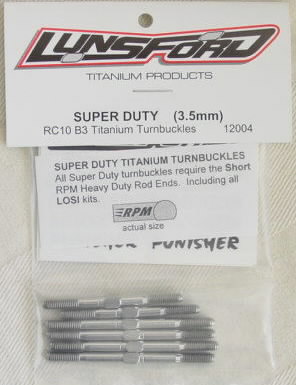 LUNSFORD
TITANIUM PRODUCTS
SUPER DUTY (3.5mm)
RC10 B3 Titanium Turnbuckles 12004
SUPER DUTY TITANIUM TURNBUCKLES
All Super Duty turnbuckles require the Short
RPM Heavy Duty Rod Ends. Including all
LOSI kits.
RPM
actual size
PUNISHER